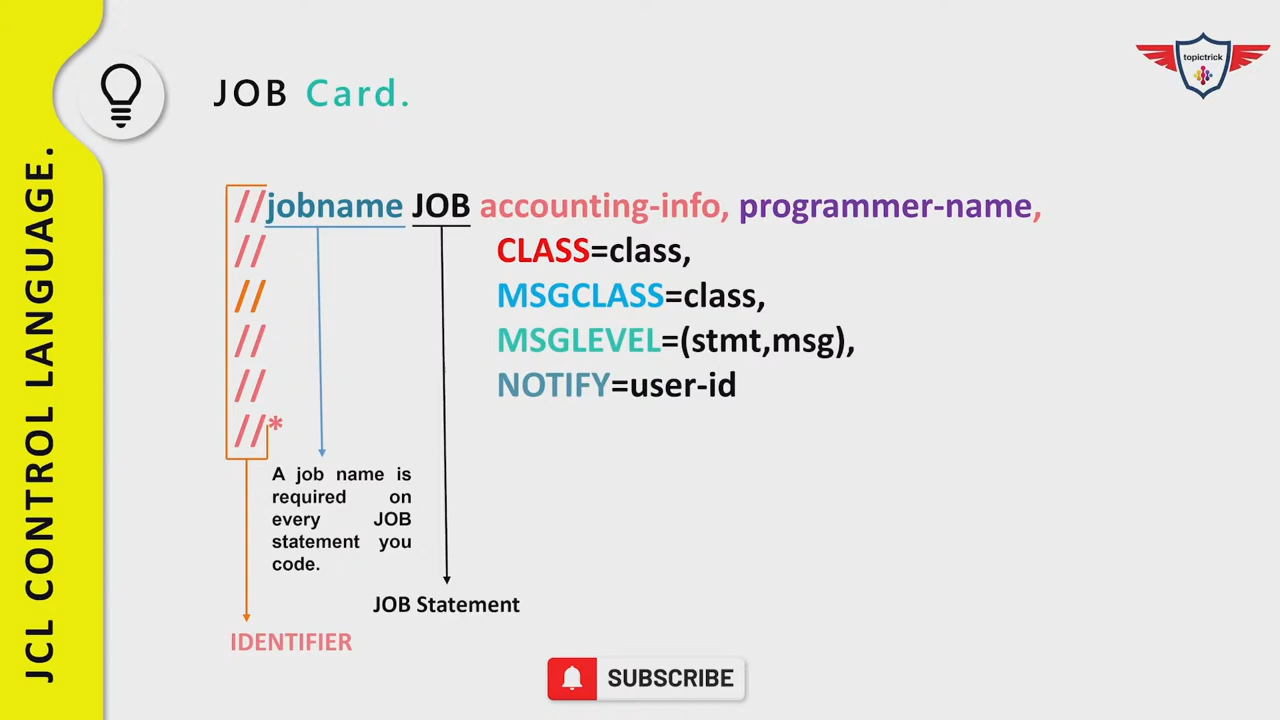 topictrick
JOB Card.
JCL CONTROL LANGUAGE.
//jobname JOB accounting-info, programmer-name,
// CLASS=class,
// MSGCLASS=class,
// MSGLEVEL=(stmt,msg),
// NOTIFY=user-id
//*
A job name is
required on
every JOB
statement you
code.
JOB Statement
IDENTIFIER
SUBSCRIBE